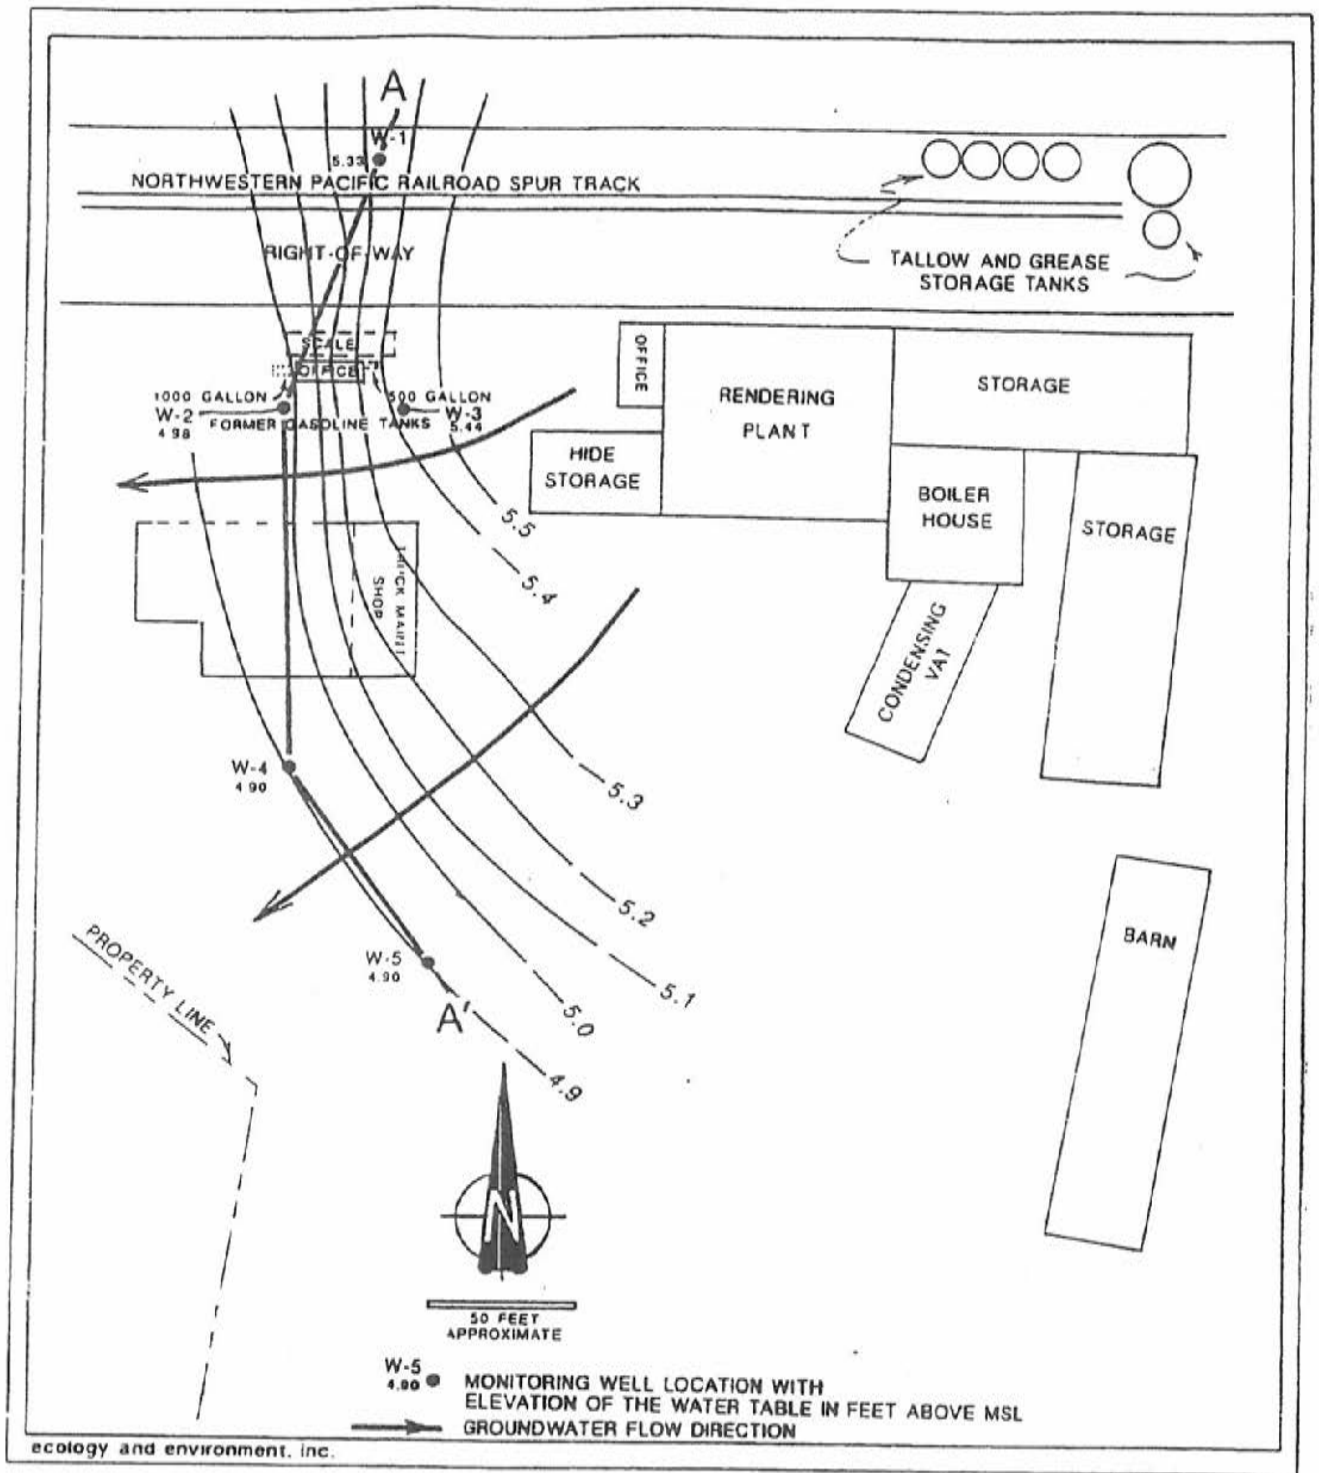 A
W-1
5.33
NORTHWESTERN PACIFIC RAILROAD SPUR TRACK
RIGHT-OF-WAY
TALLOW AND GREASE
STORAGE TANKS
SCALE
OFFICE
1000 GALLON
500 GALLON
W-2
4 98
FORMER GASOLINE TANKS
W-3
5.44
OFFICE
RENDERING
PLANT
STORAGE
HIDE
STORAGE
BOILER
HOUSE
STORAGE
5.5
5.4
TRUCK MAINT
SHOP
CONDENSING
VAT
W-4
4 90
5.3
5.2
BARN
PROPERTY LINE
W-5
4.90
5.1
A'
5.0
4.9
N
50 FEET
APPROXIMATE
W-5
4.90
MONITORING WELL LOCATION WITH
ELEVATION OF THE WATER TABLE IN FEET ABOVE MSL
GROUNDWATER FLOW DIRECTION
ecology and environment, inc.